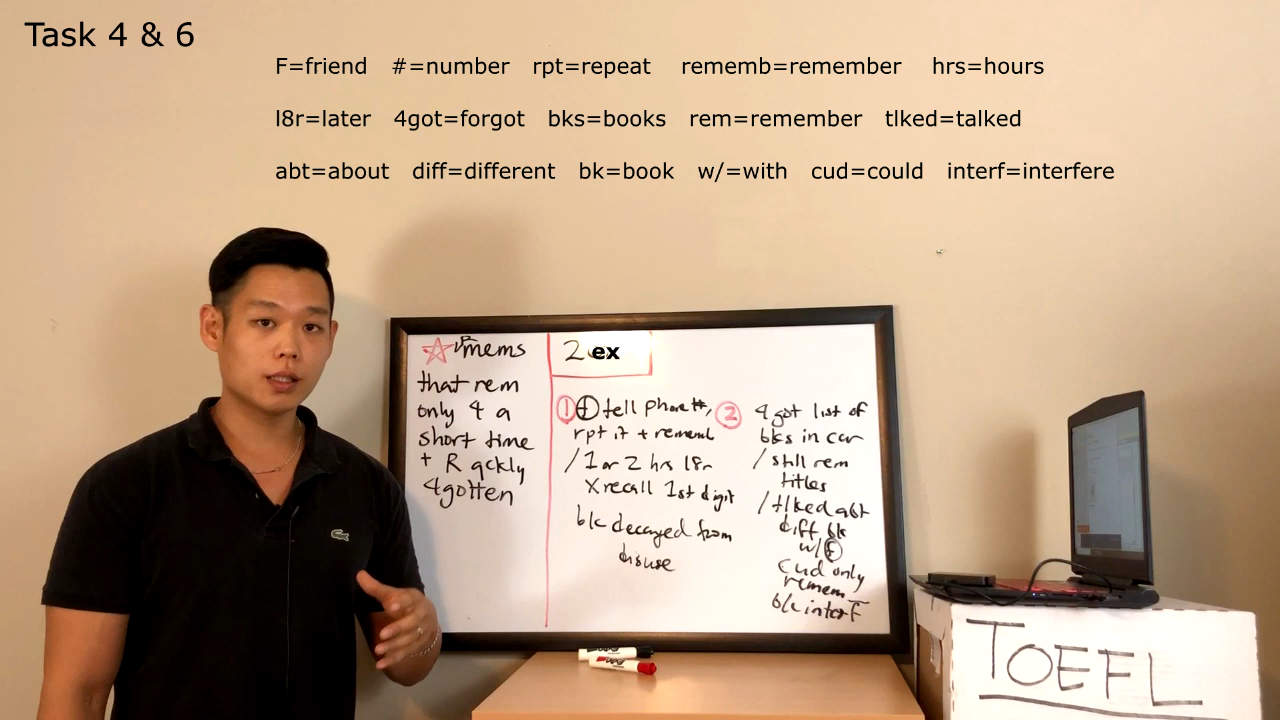 Task 4 & 6
F=friend #=number rpt=repeat rememb=remember hrs=hours
l8r=later 4got=forgot bks=books rem=remember tlked=talked
abt=about diff=different bk=book w/=with cud=could interf=interfere
mems
that rem
only 4 a
short time
+ R qckly
4gotten
2 ex
1 F tell phone #,
rpt it + rememb
/ 1 or 2 hrs l8r
X recall 1st digit
b/c decayed from
disuse
2 4got list of
bks in car
/ still rem
titles
/ tlked abt
diff bk
w/ F
cud only
remem
b/c interf
TOEFL